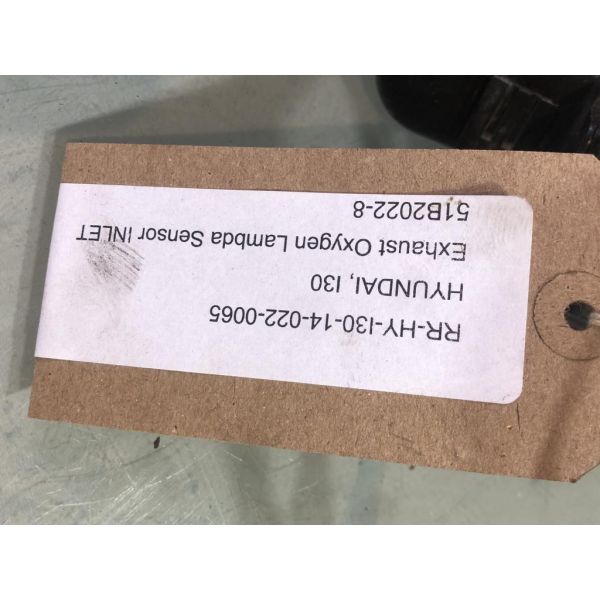 RR-HY-I30-14-022-0065
HYUNDAI, I30
Exhaust Oxygen Lambda Sensor INLET
51B2022-8